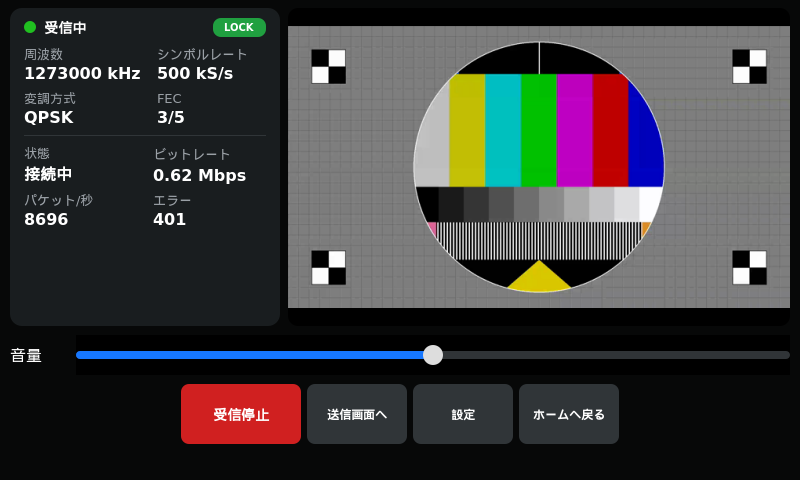 受信中 LOCK
周波数 シンボルレート
1273000 kHz 500 kS/s
変調方式 FEC
QPSK 3/5
状態 ビットレート
接続中 0.62 Mbps
パケット/秒 エラー
8696 401
音量
受信停止 送信画面へ 設定 ホームへ戻る